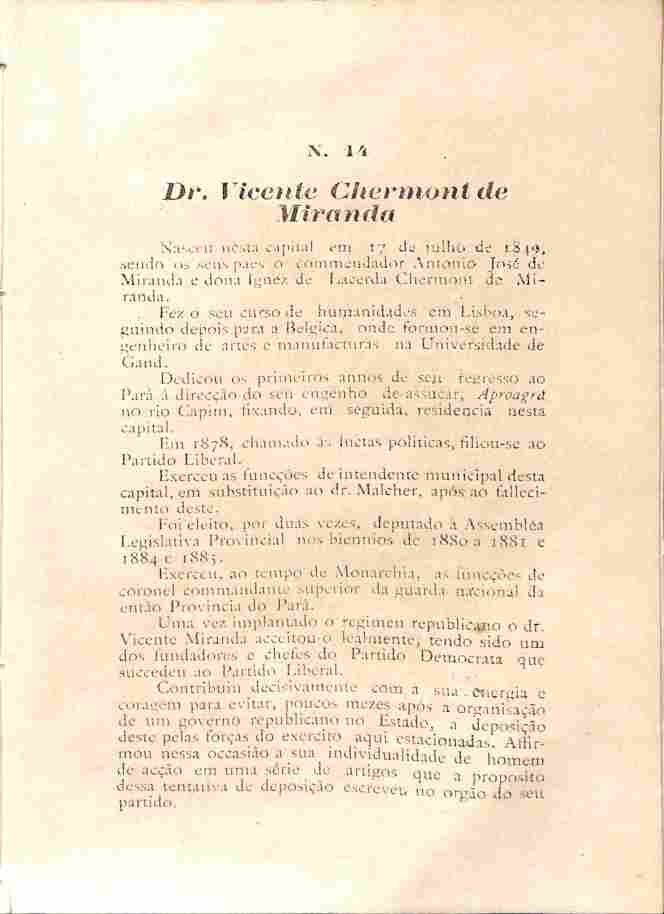 N. 14
Dr. Vicente Chermont de
Miranda
Nasceu nesta capital em 17 de julho de 1849,
sendo os seus paes o commendador Antonio José de
Miranda e dona Ignez de Lacerda Chermont de Mi-
randa.
Fez o seu curso de humanidades em Lisboa, se-
guindo depois para a Belgica, onde formou-se em en-
genheiro de artes e manufacturas na Universidade de
Gand.
Dedicou os primeiros annos de seu regresso ao
Pará á direcção do seu engenho de assucar, Aproagrá
no rio Capim, fixando, em seguida, residencia nesta
capital.
Em 1878, chamado ás luctas politicas, filiou-se ao
Partido Liberal.
Exerceu as funcções de intendente municipal desta
capital, em substituição ao dr. Malcher, após ao falleci-
mento deste.
Foi eleito, por duas vezes, deputado á Assembléa
Legislativa Provincial nos biennios de 1880 a 1881 e
1884 e 1885.
Exerceu, ao tempo de Monarchia, as funcções de
coronel commandante superior da guarda nacional da
então Provincia do Pará.
Uma vez implantado o regimen republicano o dr.
Vicente Miranda acceitou-o lealmente, tendo sido um
dos fundadores e chefes do Partido Democrata que
succedeu ao Partido Liberal.
Contribuiu decisivamente com a sua energia e
coragem para evitar, poucos mezes após a organisação
de um governo republicano no Estado, a deposição
deste pelas forças do exercito aqui estacionadas. Affir-
mou nessa occasião a sua individualidade de homem
de acção em uma série de artigos que a proposito
dessa tentativa de deposição escreveu no orgão do seu
partido.